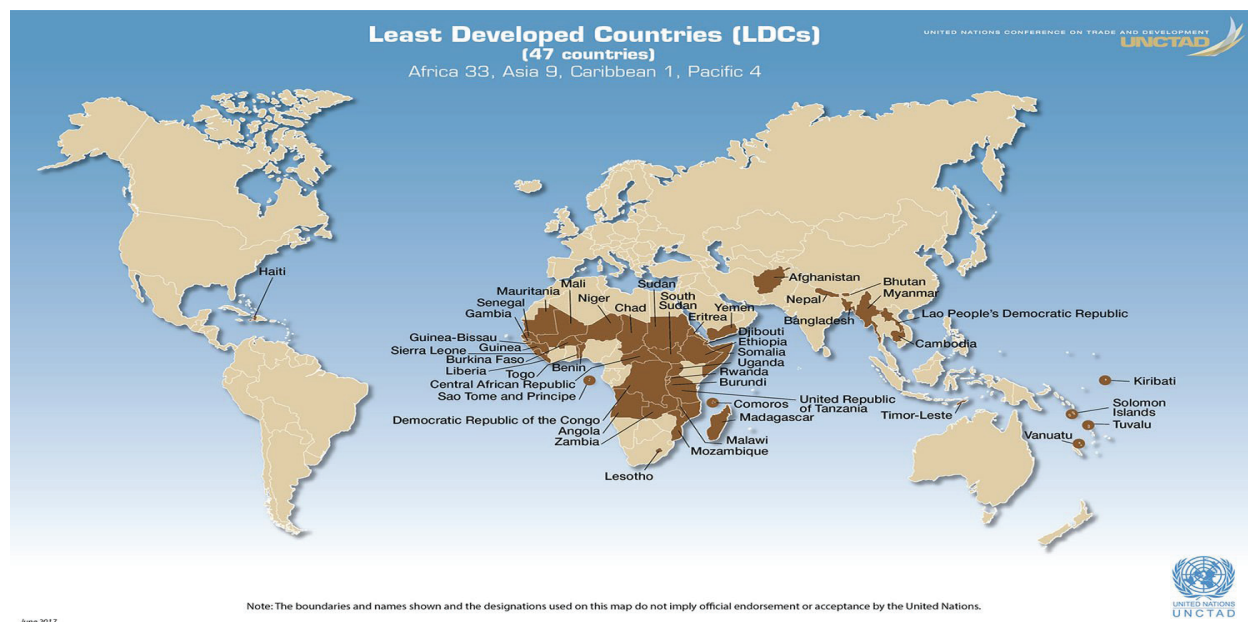 Least Developed Countries (LDCs)
(47 countries)
Africa 33, Asia 9, Caribbean 1, Pacific 4
UNITED NATIONS CONFERENCE ON TRADE AND DEVELOPMENT
UNCTAD
Haiti
Mali
Mauritania
Senegal
Gambia
Niger
Chad
Sudan
South
Sudan
Eritrea
Yemen
Guinea-Bissau
Guinea
Sierra Leone
Burkina Faso
Liberia
Togo
Benin
Central African Republic
Sao Tome and Principe
Democratic Republic of the Congo
Angola
Zambia
Lesotho
Djibouti
Ethiopia
Somalia
Uganda
Rwanda
Burundi
United Republic
of Tanzania
Comoros
Madagascar
Malawi
Mozambique
Afghanistan
Nepal
Bhutan
Myanmar
Bangladesh
Lao People's Democratic Republic
Cambodia
Timor-Leste
Kiribati
Solomon
Islands
Tuvalu
Vanuatu
Note: The boundaries and names shown and the designations used on this map do not imply official endorsement or acceptance by the United Nations.
UNITED NATIONS
UNCTAD
June 2017